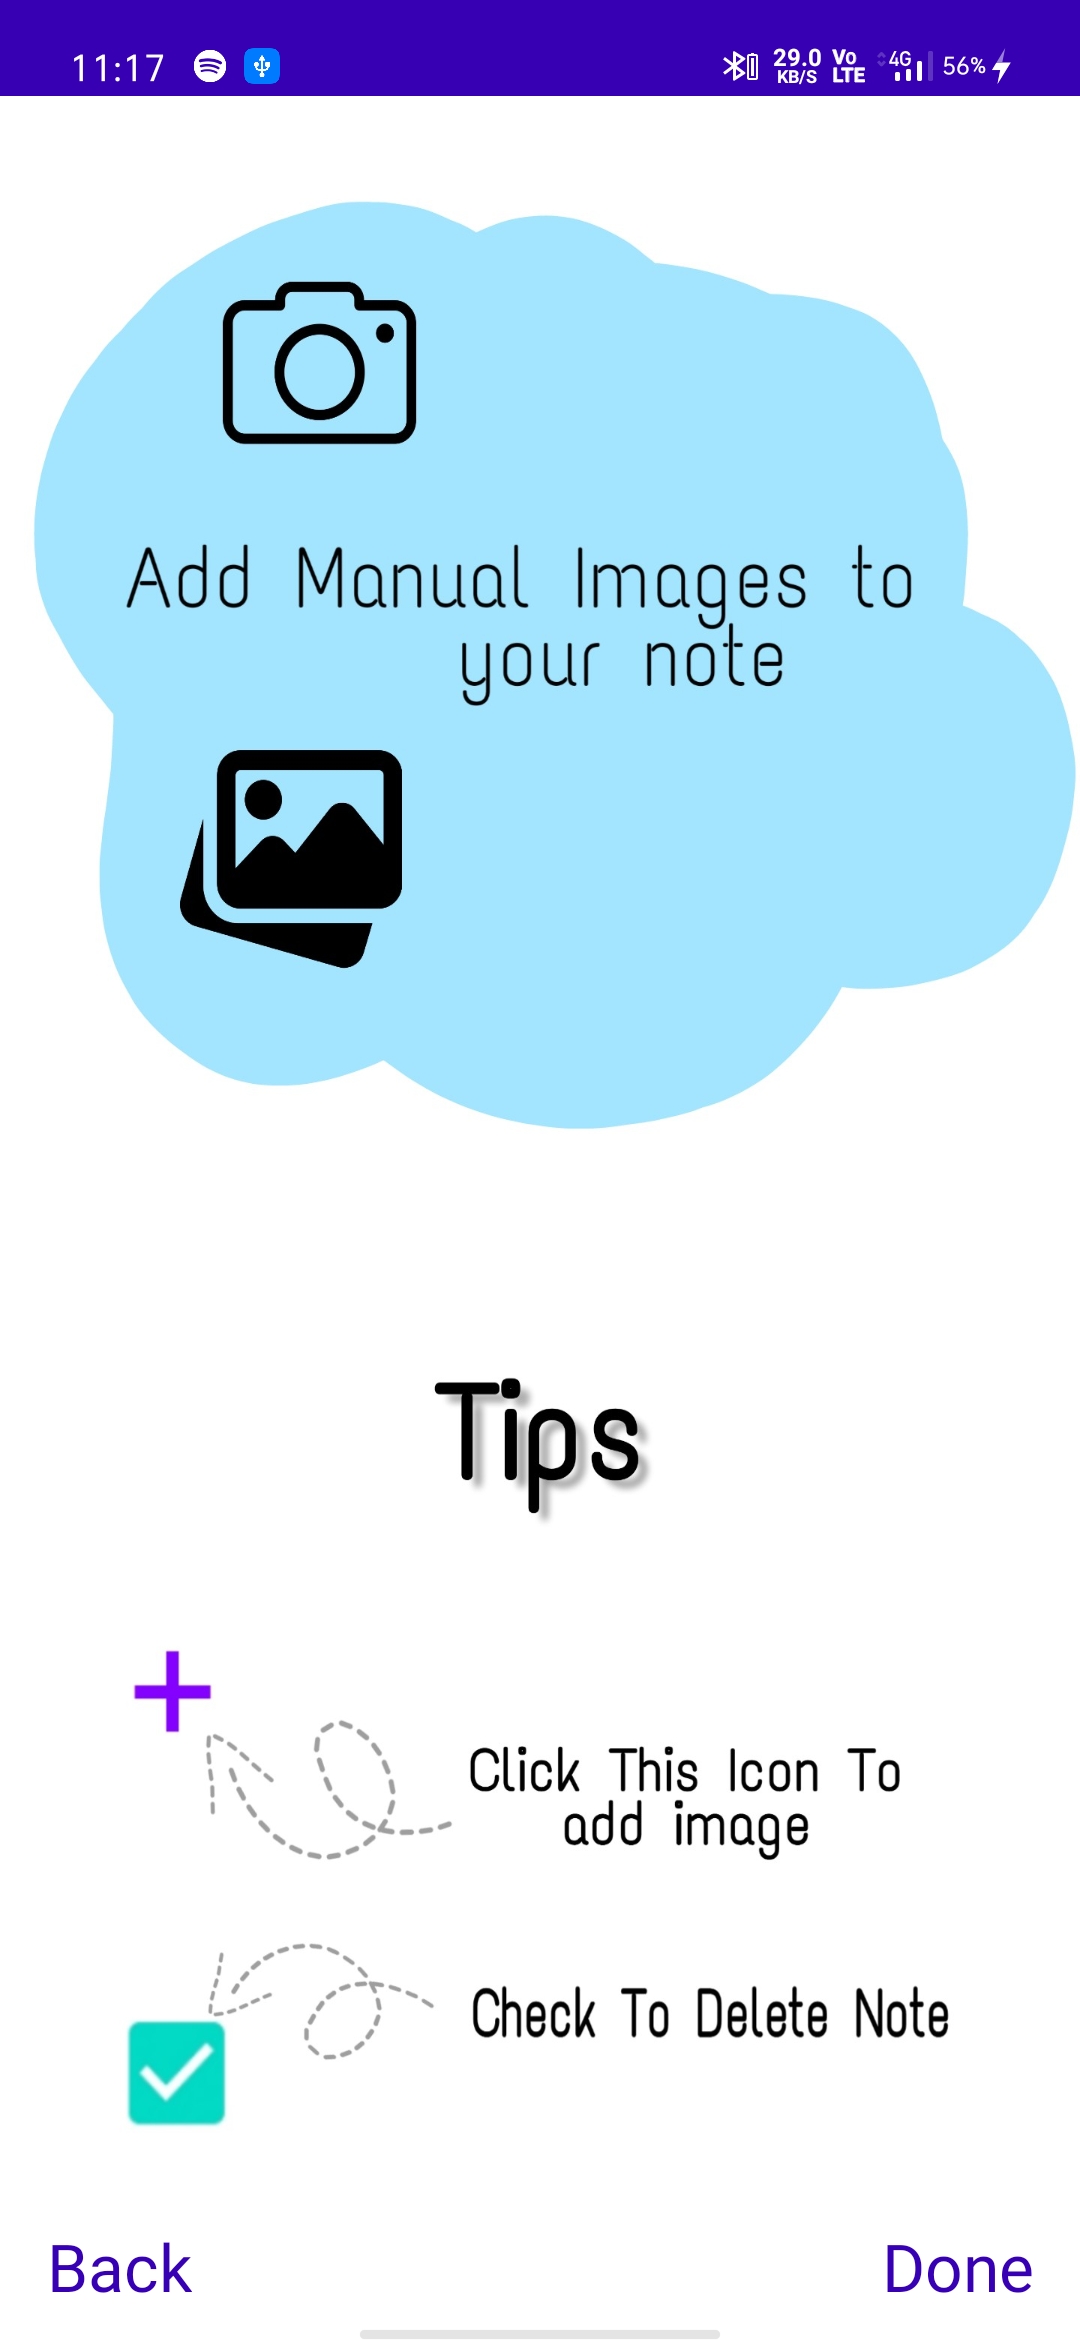 11:17 29.0 KB/S Vo LTE 4G 56%
Add Manual Images to
your note
Tips
Click This Icon To
add image
Check To Delete Note
Back Done